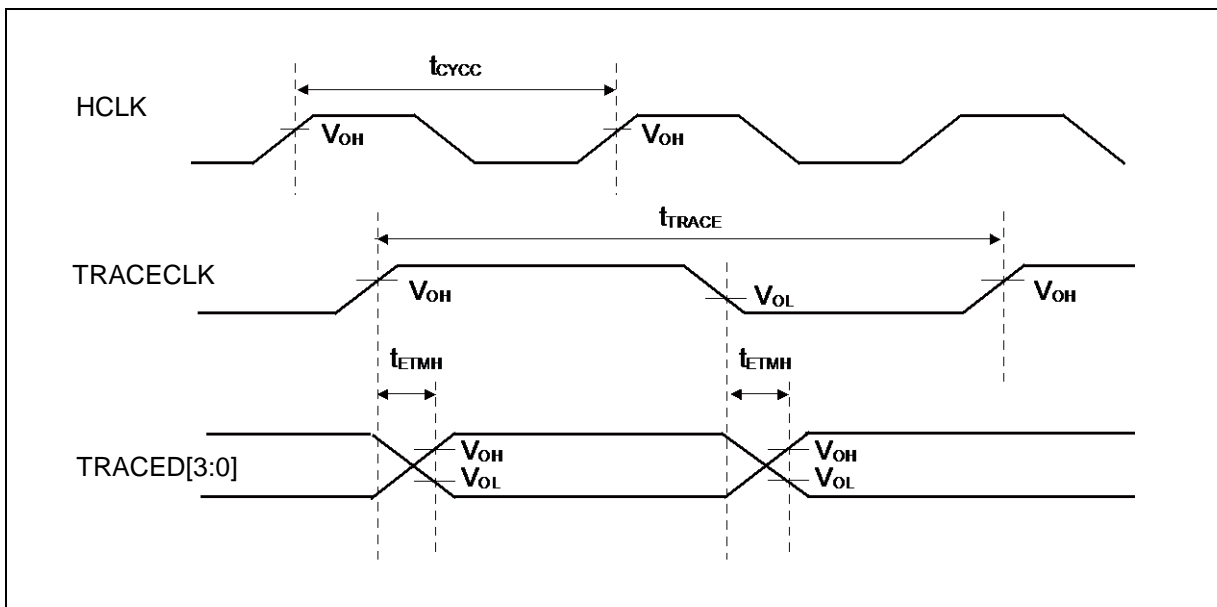 tCYCC
HCLK
VOH VOH
tTRACE
TRACECLK
VOH VOL VOH
tETMH tETMH
TRACED[3:0]
VOH VOH
VOL VOL